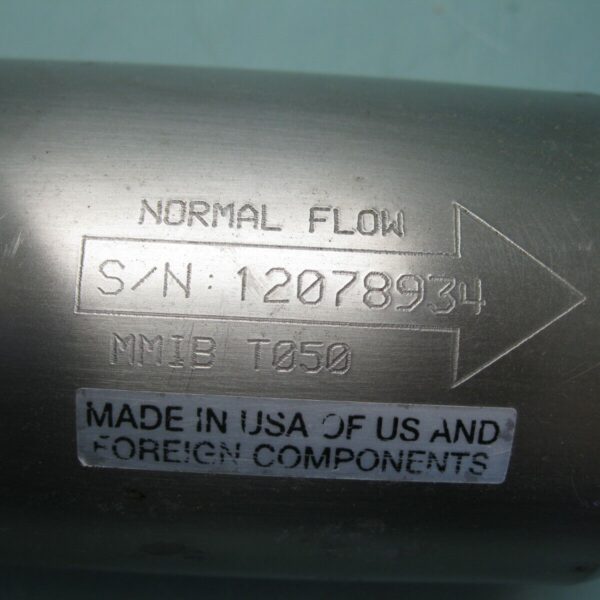 NORMAL FLOW
S/N: 12078934
MMIB T050
MADE IN USA OF US AND
FOREIGN COMPONENTS